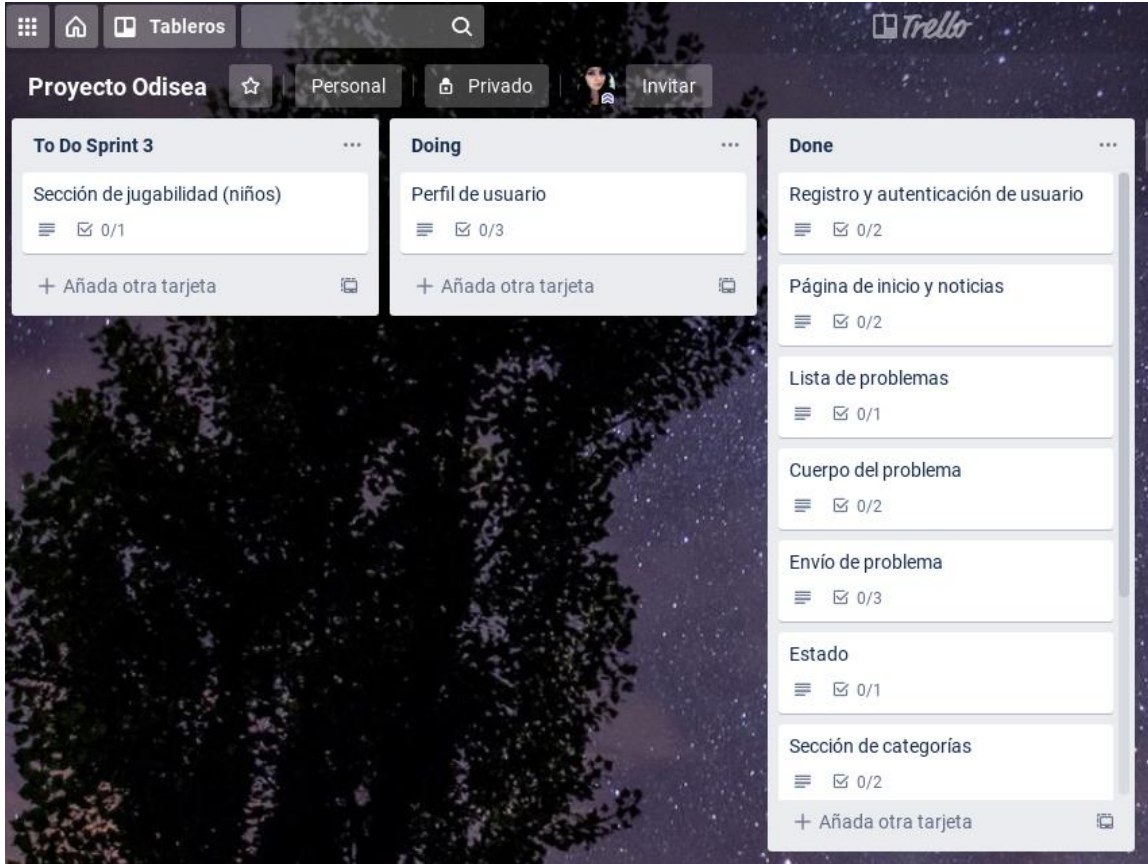 Tableros
Trello
Proyecto Odisea
Personal
Privado
Invitar
To Do Sprint 3
Sección de jugabilidad (niños)
0/1
Añada otra tarjeta
Doing
Perfil de usuario
0/3
Añada otra tarjeta
Done
Registro y autenticación de usuario
0/2
Página de inicio y noticias
0/2
Lista de problemas
0/1
Cuerpo del problema
0/2
Envío de problema
0/3
Estado
0/1
Sección de categorías
0/2
Añada otra tarjeta